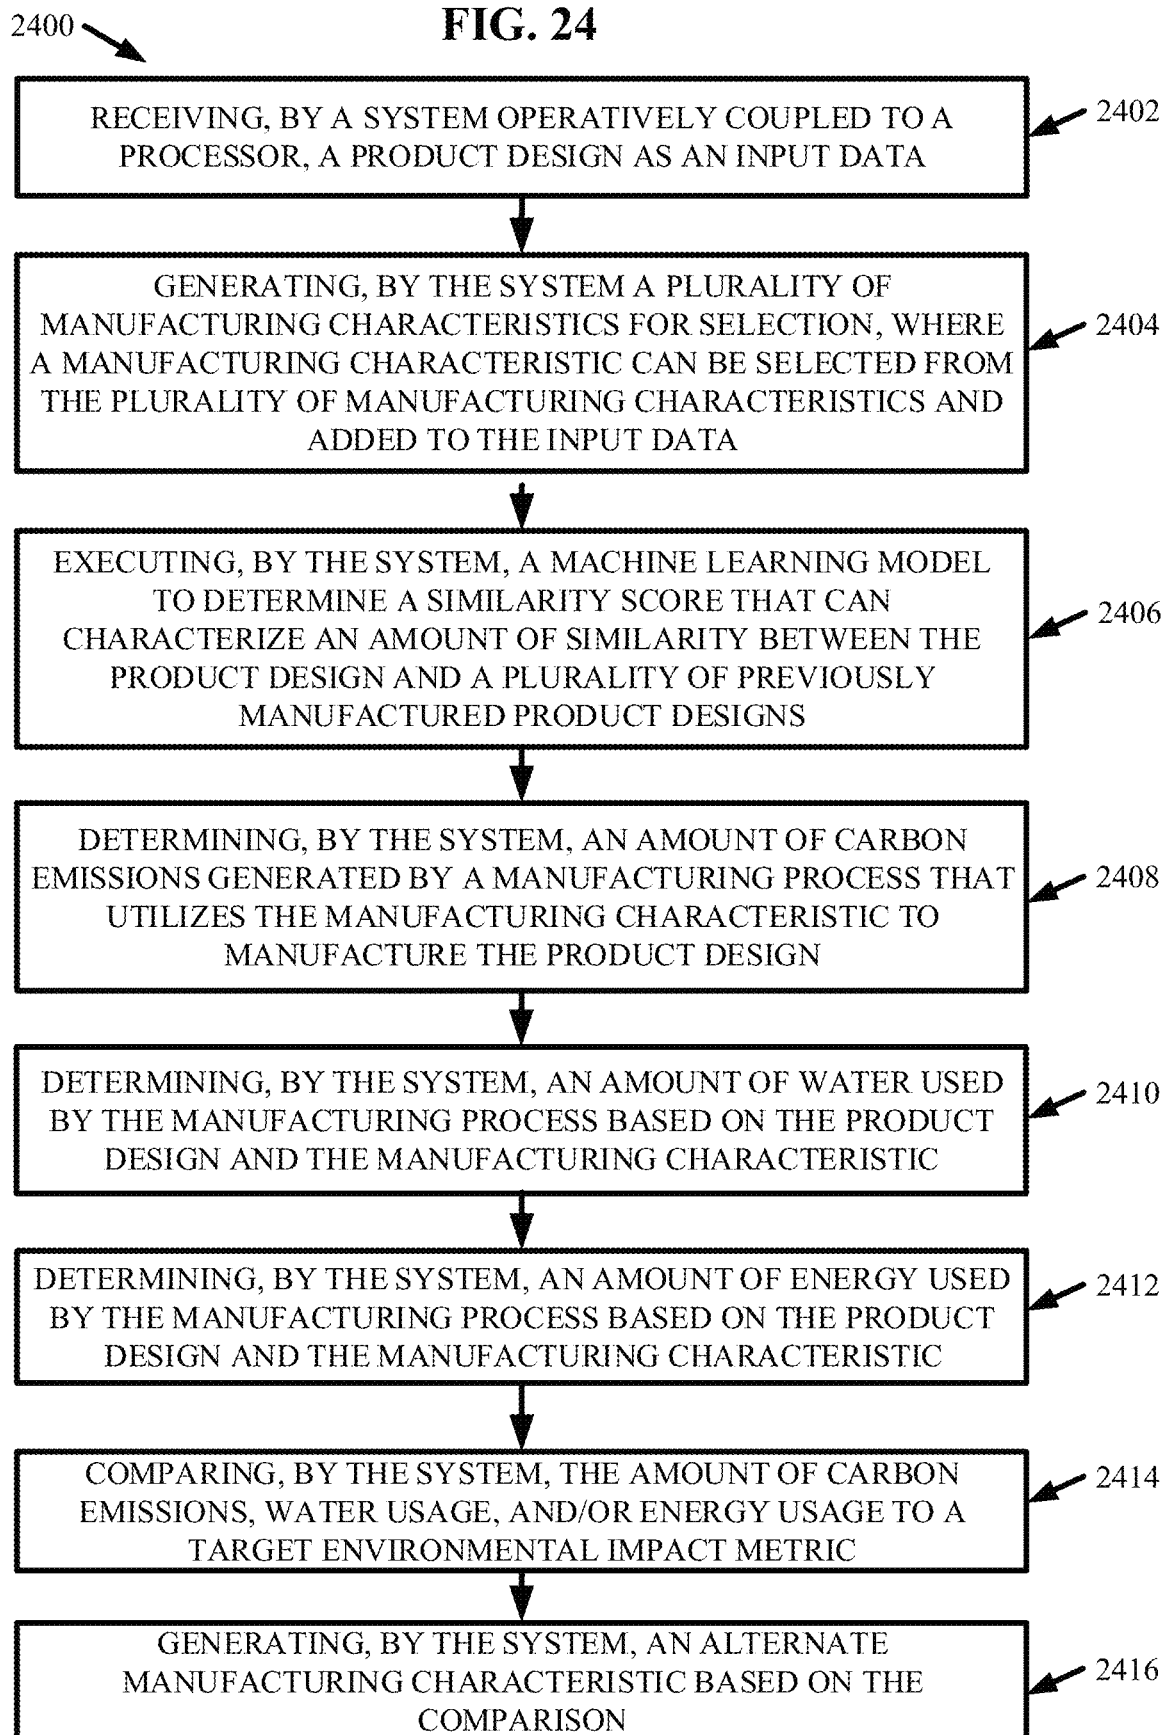 FIG. 24
2400
RECEIVING, BY A SYSTEM OPERATIVELY COUPLED TO A
PROCESSOR, A PRODUCT DESIGN AS AN INPUT DATA
2402
GENERATING, BY THE SYSTEM A PLURALITY OF
MANUFACTURING CHARACTERISTICS FOR SELECTION, WHERE
A MANUFACTURING CHARACTERISTIC CAN BE SELECTED FROM
THE PLURALITY OF MANUFACTURING CHARACTERISTICS AND
ADDED TO THE INPUT DATA
2404
EXECUTING, BY THE SYSTEM, A MACHINE LEARNING MODEL
TO DETERMINE A SIMILARITY SCORE THAT CAN
CHARACTERIZE AN AMOUNT OF SIMILARITY BETWEEN THE
PRODUCT DESIGN AND A PLURALITY OF PREVIOUSLY
MANUFACTURED PRODUCT DESIGNS
2406
DETERMINING, BY THE SYSTEM, AN AMOUNT OF CARBON
EMISSIONS GENERATED BY A MANUFACTURING PROCESS THAT
UTILIZES THE MANUFACTURING CHARACTERISTIC TO
MANUFACTURE THE PRODUCT DESIGN
2408
DETERMINING, BY THE SYSTEM, AN AMOUNT OF WATER USED
BY THE MANUFACTURING PROCESS BASED ON THE PRODUCT
DESIGN AND THE MANUFACTURING CHARACTERISTIC
2410
DETERMINING, BY THE SYSTEM, AN AMOUNT OF ENERGY USED
BY THE MANUFACTURING PROCESS BASED ON THE PRODUCT
DESIGN AND THE MANUFACTURING CHARACTERISTIC
2412
COMPARING, BY THE SYSTEM, THE AMOUNT OF CARBON
EMISSIONS, WATER USAGE, AND/OR ENERGY USAGE TO A
TARGET ENVIRONMENTAL IMPACT METRIC
2414
GENERATING, BY THE SYSTEM, AN ALTERNATE
MANUFACTURING CHARACTERISTIC BASED ON THE
COMPARISON
2416